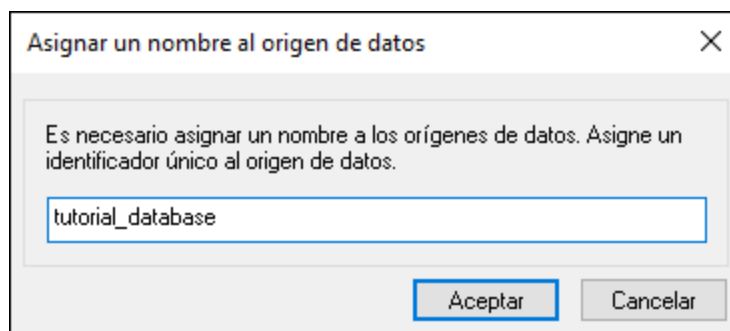 Asignar un nombre al origen de datos
Es necesario asignar un nombre a los orígenes de datos. Asigne un
identificador único al origen de datos.
tutorial_database
Aceptar
Cancelar